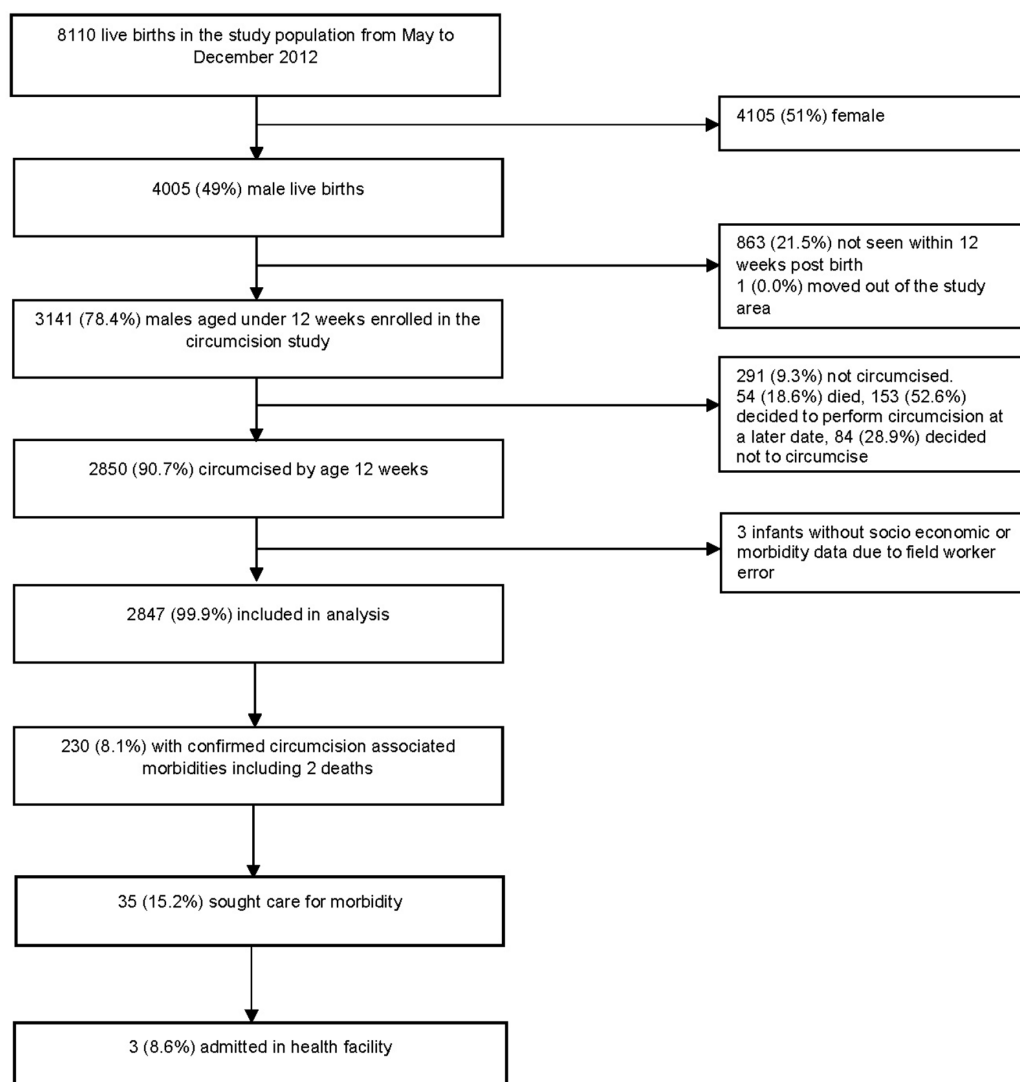 8110 live births in the study population from May to
December 2012
4105 (51%) female
4005 (49%) male live births
863 (21.5%) not seen within 12
weeks post birth
1 (0.0%) moved out of the study
area
3141 (78.4%) males aged under 12 weeks enrolled in the
circumcision study
291 (9.3%) not circumcised.
54 (18.6%) died, 153 (52.6%)
decided to perform circumcision at
a later date, 84 (28.9%) decided
not to circumcise
2850 (90.7%) circumcised by age 12 weeks
3 infants without socio economic or
morbidity data due to field worker
error
2847 (99.9%) included in analysis
230 (8.1%) with confirmed circumcision associated
morbidities including 2 deaths
35 (15.2%) sought care for morbidity
3 (8.6%) admitted in health facility